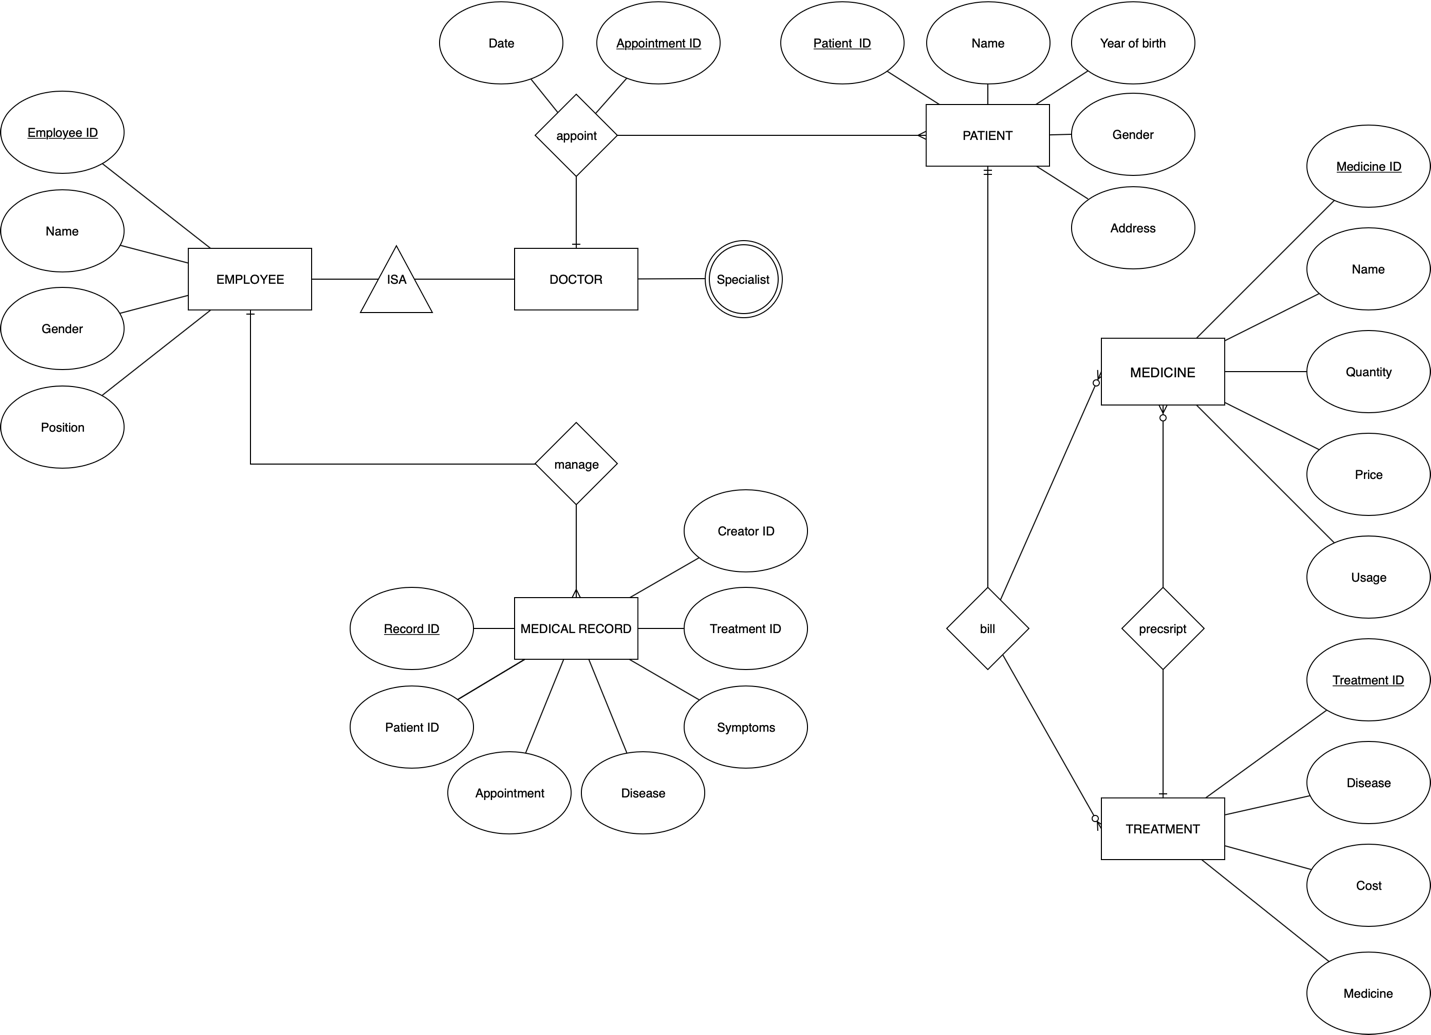 Date
Appointment ID
Patient  ID
Name
Year of birth
Employee ID
appoint
PATIENT
Gender
Medicine ID
Name
Address
EMPLOYEE
ISA
DOCTOR
Specialist
Name
Gender
MEDICINE
Quantity
Position
manage
Price
Creator ID
Usage
Record ID
MEDICAL RECORD
Treatment ID
bill
precsript
Treatment ID
Patient ID
Symptoms
Appointment
Disease
Disease
TREATMENT
Cost
Medicine